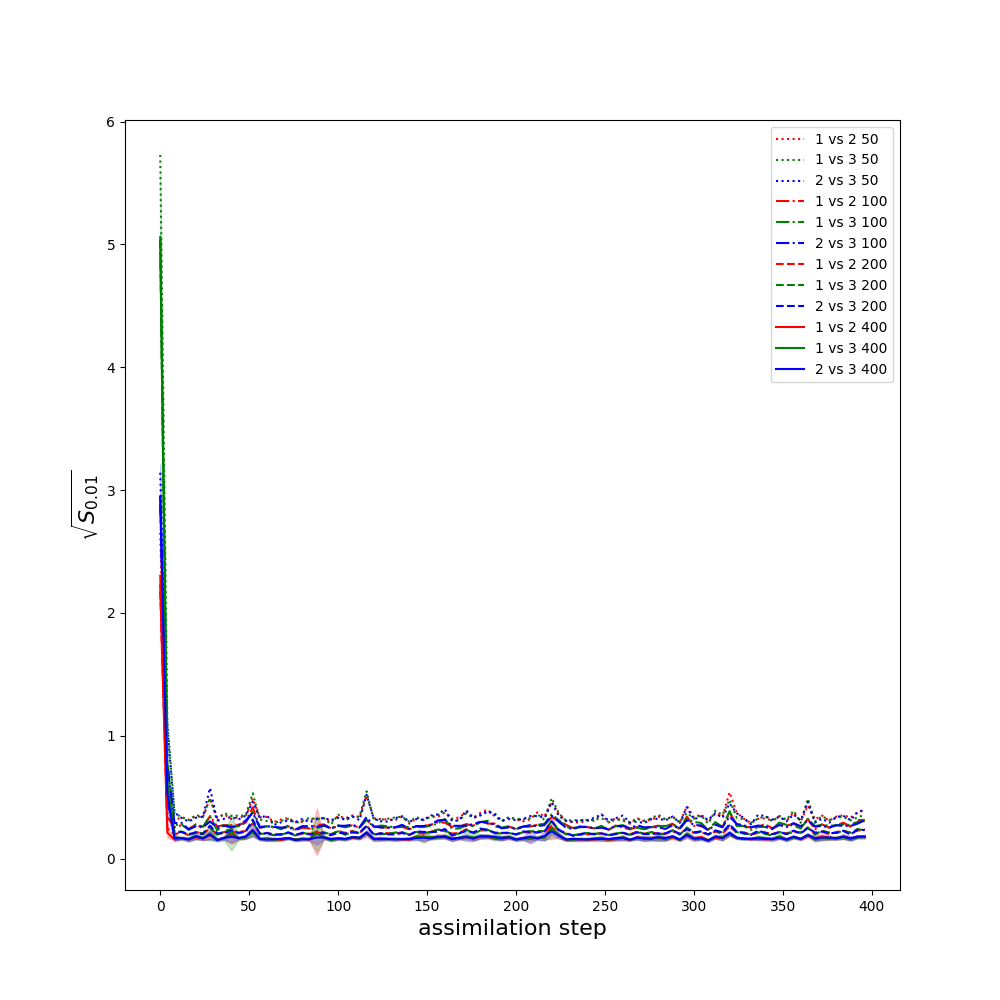 6
5
4
3
2
1
0
√S0.01
0 50 100 150 200 250 300 350 400
assimilation step
1 vs 2 50
1 vs 3 50
2 vs 3 50
1 vs 2 100
1 vs 3 100
2 vs 3 100
1 vs 2 200
1 vs 3 200
2 vs 3 200
1 vs 2 400
1 vs 3 400
2 vs 3 400